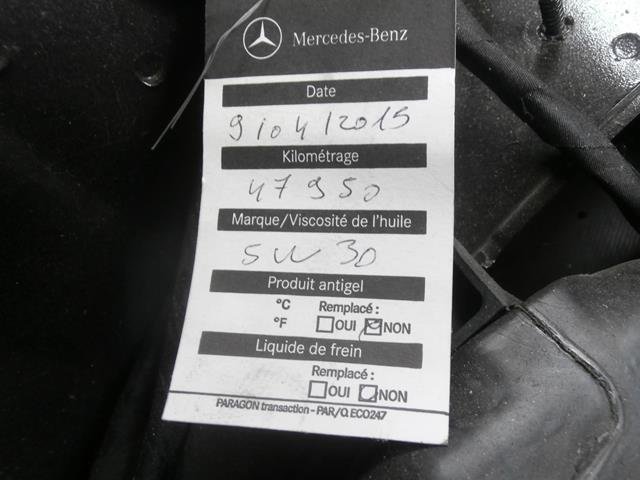 Mercedes-Benz
Date
9/04/2015
Kilométrage
47950
Marque/Viscosité de l'huile
5W30
Produit antigel
°C Remplacé :
°F OUI NON
Liquide de frein
Remplacé :
OUI NON
PARAGON transaction - PAR/Q ECO247